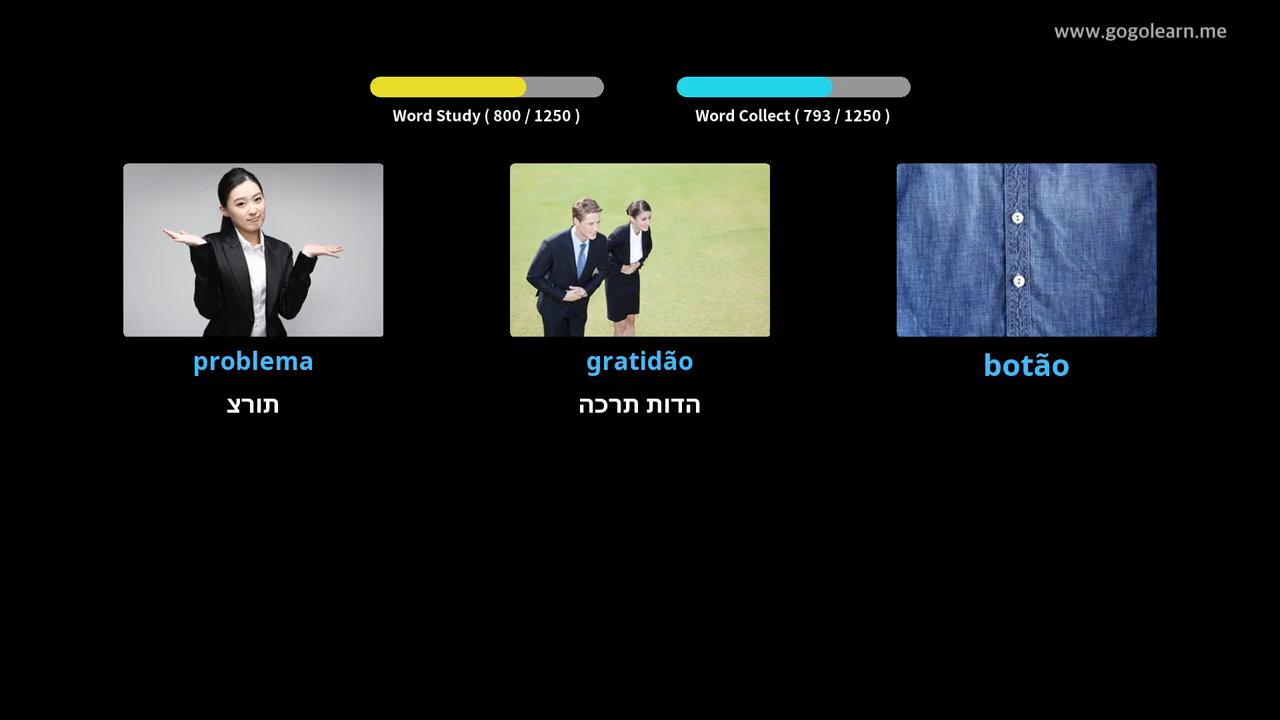 www.gogolearn.me
Word Study ( 800 / 1250 )
Word Collect ( 793 / 1250 )
problema
תורצ
gratidão
הדות תרכה
botão